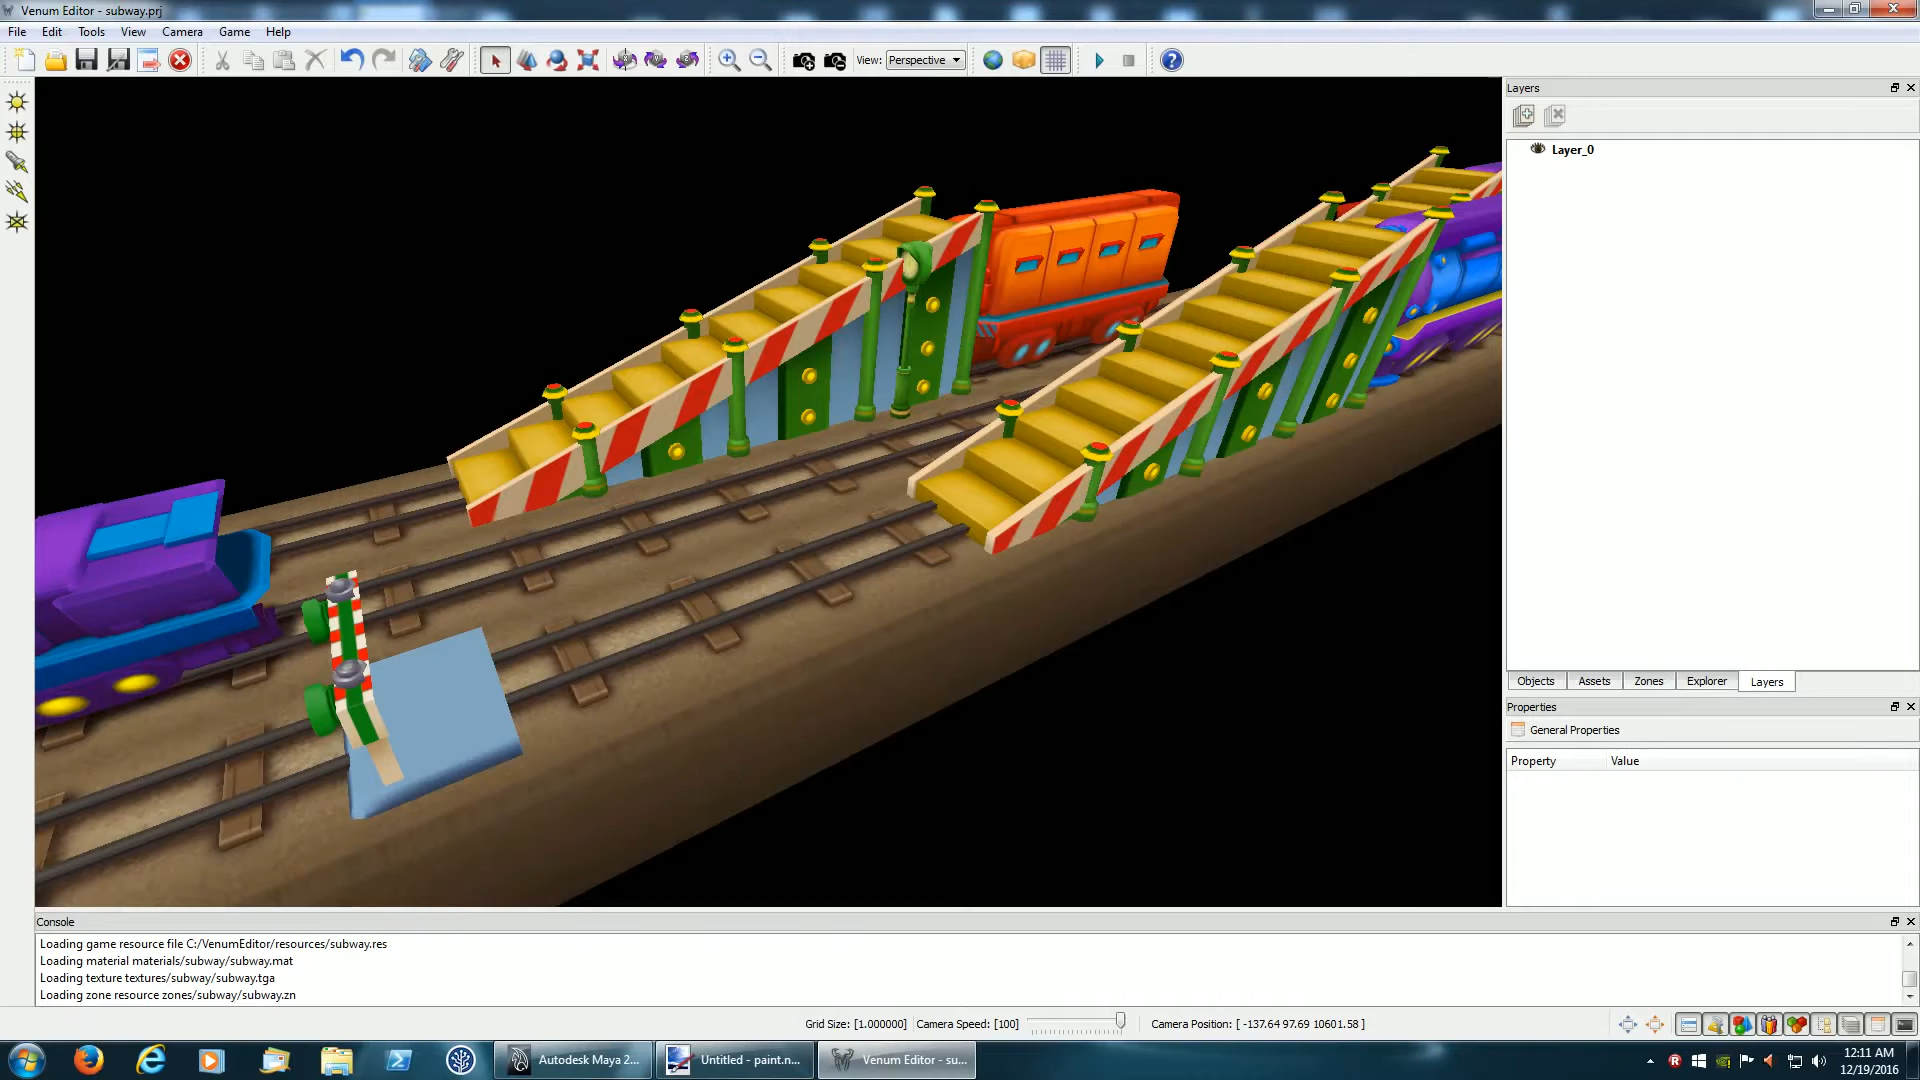 Venum Editor - subway.prj
File Edit Tools View Camera Game Help
View: Perspective
Layers
Layer_0
Objects Assets Zones Explorer Layers
Properties
General Properties
Property Value
Console
Loading game resource file C:/VenumEditor/resources/subway.res
Loading material materials/subway/subway.mat
Loading texture textures/subway/subway.tga
Loading zone resource zones/subway/subway.zn
Grid Size: [1.000000] Camera Speed: [100] Camera Position: [ -137.64 97.69 10601.58 ]
Autodesk Maya 2... Untitled - paint.n... Venum Editor - su...
12:11 AM
12/19/2016